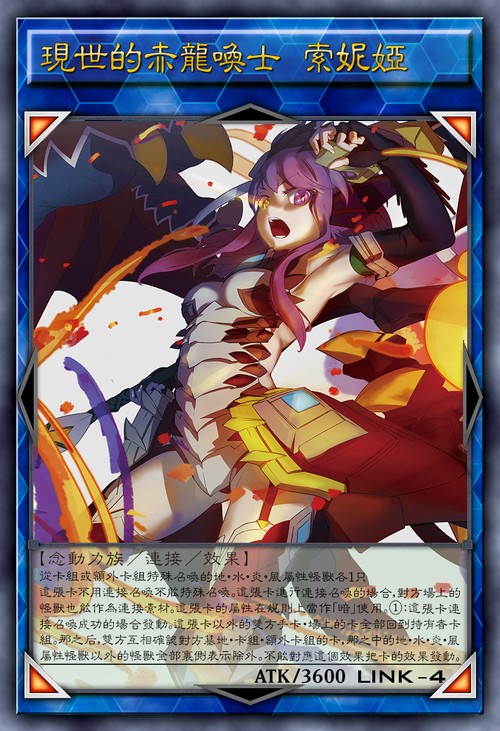 現世的赤龍喚士　索妮婭
【念動力族／連接／效果】
從卡組或額外卡組特殊召喚的地·水·炎·風屬性怪獸各1只
這張卡不用連接召喚不能特殊召喚。這張卡進行連接召喚的場合，對方場上的
怪獸也能作為連接素材。這張卡的屬性在規則上當作「暗」使用。①：這張卡連
接召喚成功的場合發動。這張卡以外的雙方手卡·場上的卡全部回到持有者卡
組。那之后，雙方互相確認對方墓地·卡組·額外卡組的卡，那之中的地·水·炎·風
屬性怪獸以外的怪獸全部裏側表示除外。不能對應這個效果把卡的效果發動。
ATK/3600 LINK-4